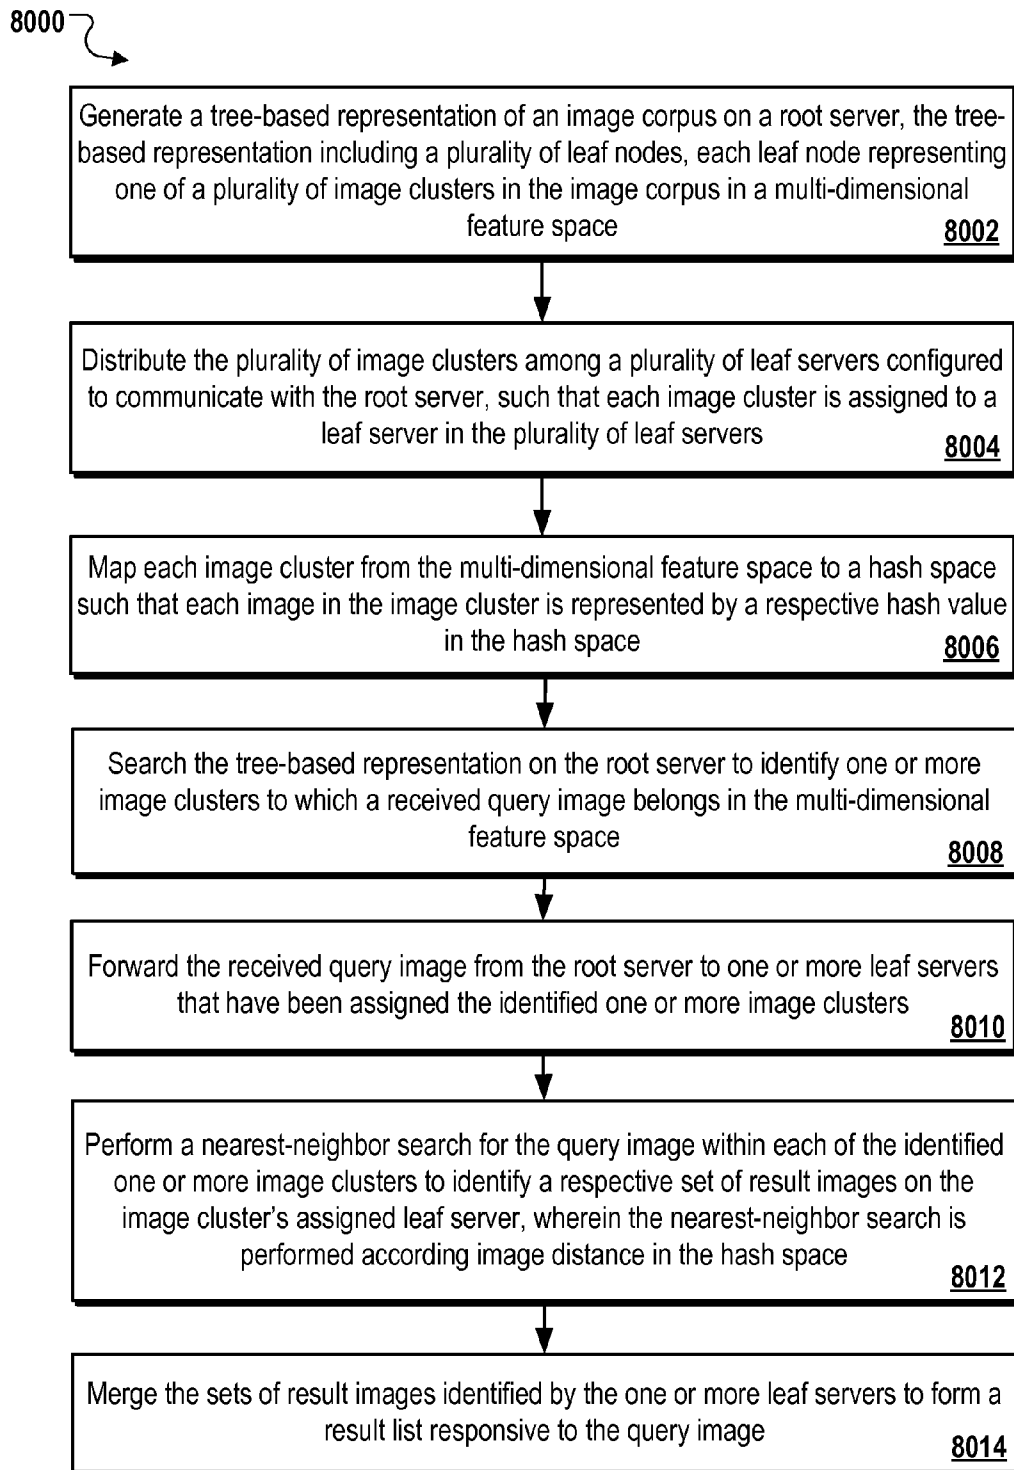 8000
Generate a tree-based representation of an image corpus on a root server, the tree-
based representation including a plurality of leaf nodes, each leaf node representing
one of a plurality of image clusters in the image corpus in a multi-dimensional
feature space
8002
Distribute the plurality of image clusters among a plurality of leaf servers configured
to communicate with the root server, such that each image cluster is assigned to a
leaf server in the plurality of leaf servers
8004
Map each image cluster from the multi-dimensional feature space to a hash space
such that each image in the image cluster is represented by a respective hash value
in the hash space
8006
Search the tree-based representation on the root server to identify one or more
image clusters to which a received query image belongs in the multi-dimensional
feature space
8008
Forward the received query image from the root server to one or more leaf servers
that have been assigned the identified one or more image clusters
8010
Perform a nearest-neighbor search for the query image within each of the identified
one or more image clusters to identify a respective set of result images on the
image cluster's assigned leaf server, wherein the nearest-neighbor search is
performed according image distance in the hash space
8012
Merge the sets of result images identified by the one or more leaf servers to form a
result list responsive to the query image
8014